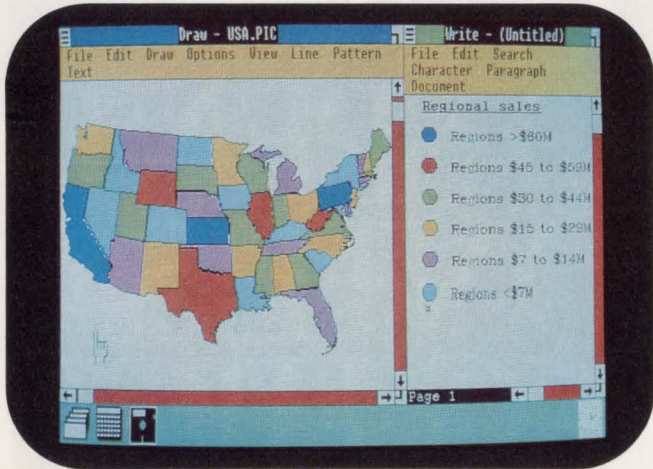 Draw - USA.PIC
File Edit Draw Options View Line Pattern
Text
Write - (Untitled)
File Edit Search
Character Paragraph
Document
Regional sales
Regions >$60M
Regions $45 to $59M
Regions $30 to $44M
Regions $15 to $29M
Regions $7 to $14M
Regions <$7M
Page 1